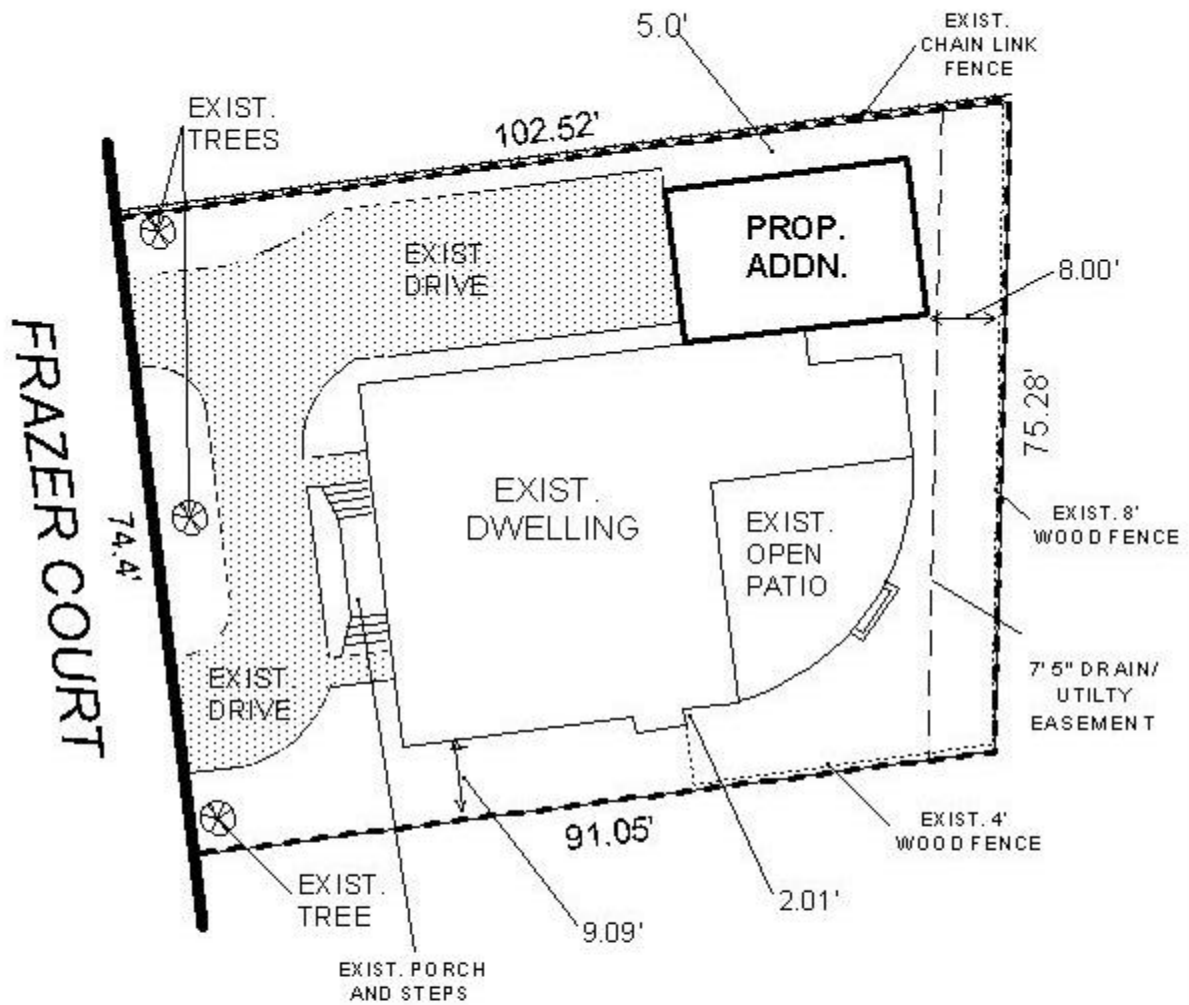 5.0'
EXIST.
CHAIN LINK
FENCE
EXIST.
TREES
102.52'
EXIST.
DRIVE
PROP.
ADDN.
8.00'
FRAZER COURT
74.4'
75.28'
EXIST.
DWELLING
EXIST.
OPEN
PATIO
EXIST. 8'
WOOD FENCE
EXIST.
DRIVE
7' 5" DRAIN/
UTILTY
EASEMENT
91.05'
EXIST. 4'
WOOD FENCE
EXIST.
TREE
9.09'
2.01'
EXIST. PORCH
AND STEPS